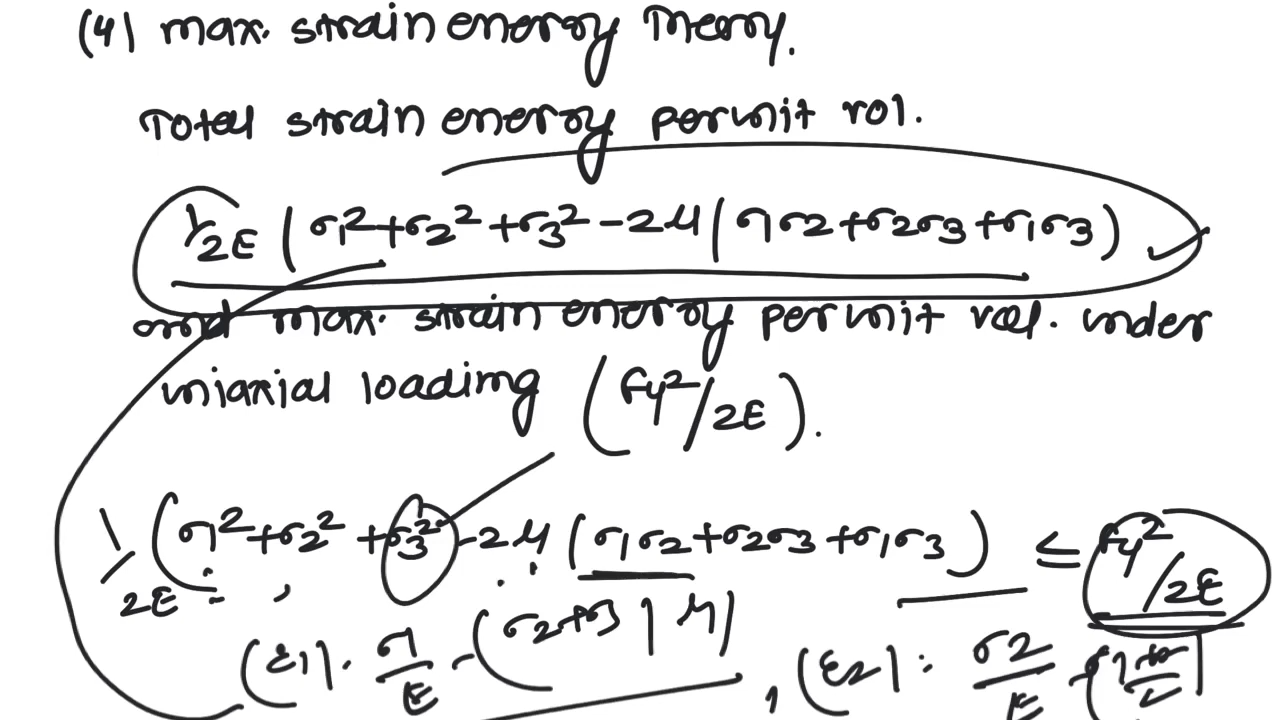 (4) max. strain energy theory.
Total strain energy per unit vol.
1/2E (σ1² + σ2² + σ3² - 2μ (σ1σ2 + σ2σ3 + σ1σ3)
and max. strain energy per unit vol. under
uniaxial loading (fy²/2E).
1/2E (σ1² + σ2² + σ3² - 2μ (σ1σ2 + σ2σ3 + σ1σ3) ≤ fy²/2E
(ε1). σ1/E - (σ2+σ3) μ , (ε2): σ2/E - (